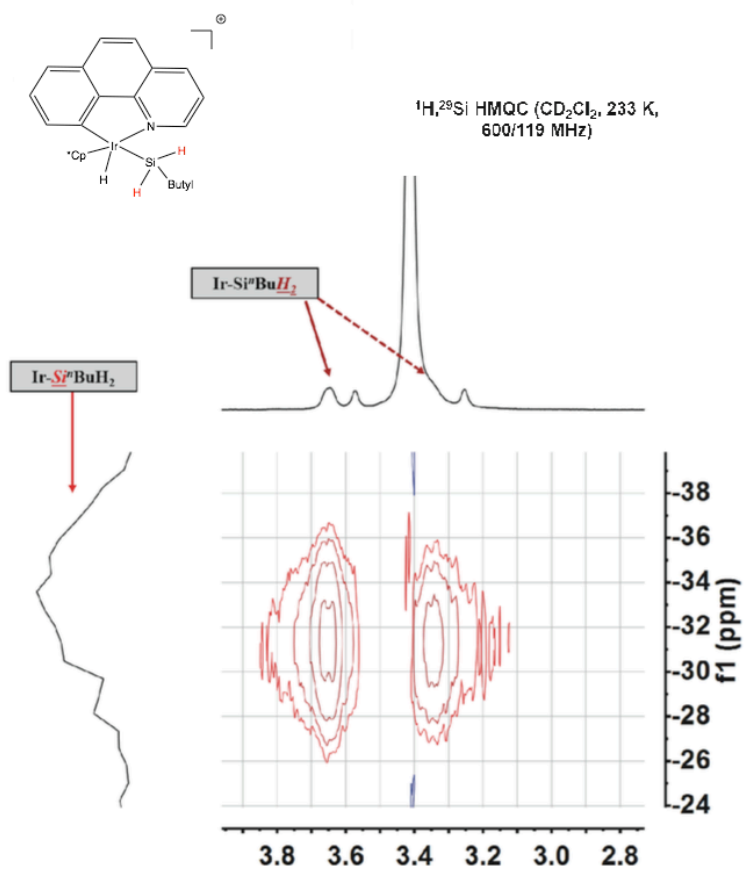 ⊕
N
*Cp
Ir
H
Si
H
H
Butyl
¹H,²⁹Si HMQC (CD₂Cl₂, 233 K,
600/119 MHz)
Ir-SiⁿBuH₂
Ir-SiⁿBuH₂
-38
-36
-34
-32
-30
-28
-26
-24
f1 (ppm)
3.8 3.6 3.4 3.2 3.0 2.8